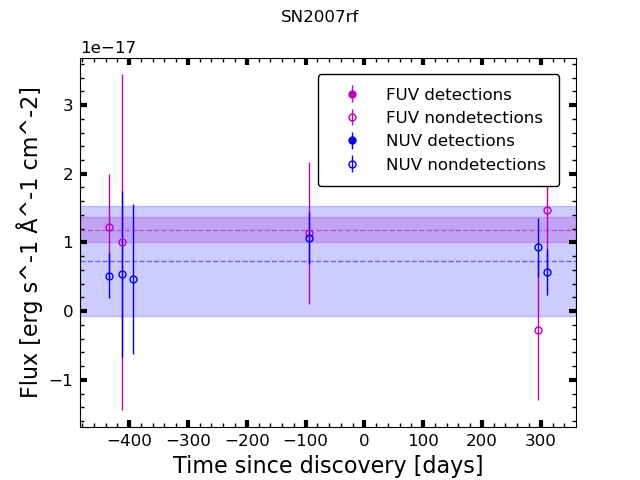 SN2007rf
1e−17
FUV detections
FUV nondetections
NUV detections
NUV nondetections
3
2
1
0
−1
Flux [erg s^-1 Å^-1 cm^-2]
−400 −300 −200 −100 0 100 200 300
Time since discovery [days]